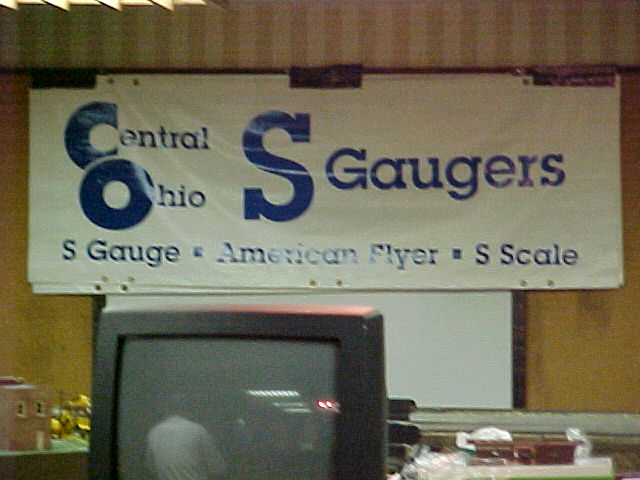 Central
Ohio
S Gaugers
S Gauge ▪ American Flyer ▪ S Scale